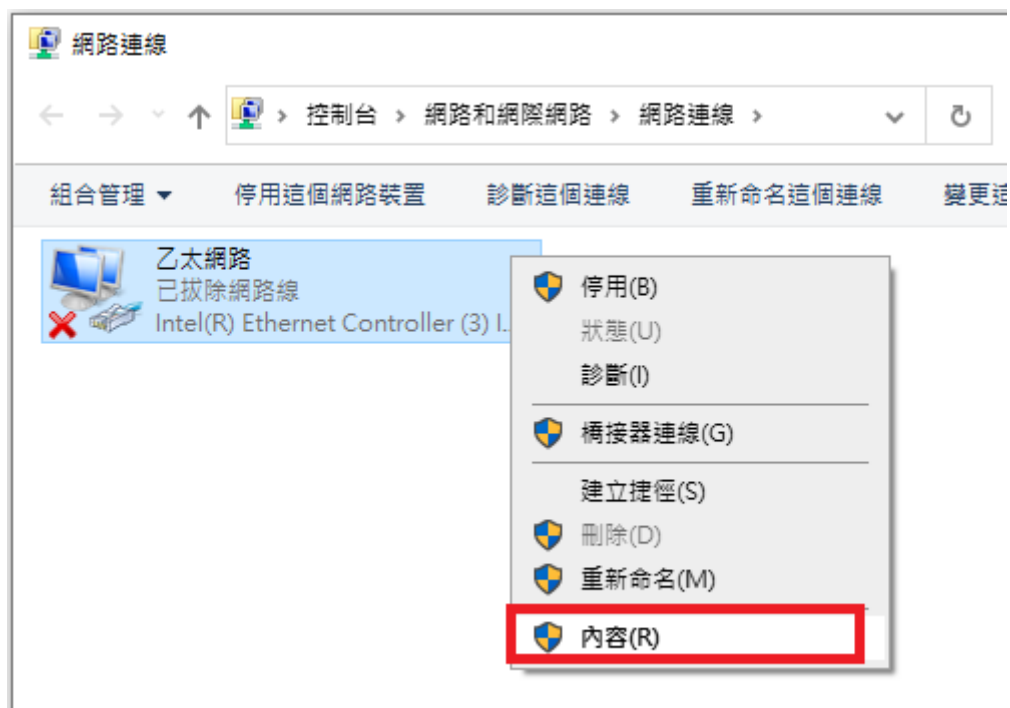 網路連線
控制台 › 網路和網際網路 › 網路連線 ›
組合管理 停用這個網路裝置 診斷這個連線 重新命名這個連線 變更這
乙太網路
已拔除網路線
Intel(R) Ethernet Controller (3) I...
停用(B)
狀態(U)
診斷(I)
橋接器連線(G)
建立捷徑(S)
刪除(D)
重新命名(M)
內容(R)